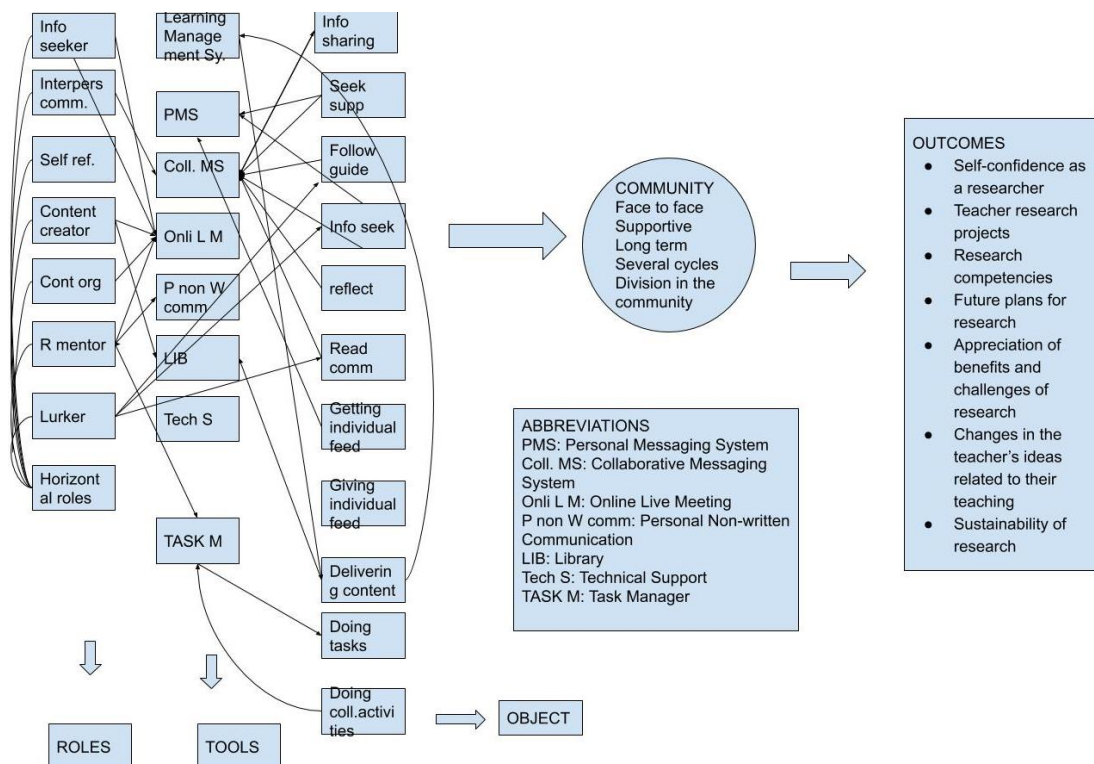 Info
seeker
Interpers
comm.
Self ref.
Content
creator
Cont org
R mentor
Lurker
Horizont
al roles
ROLES
Learning
Manage
ment Sy.
PMS
Coll. MS
Onli L M
P non W
comm
LIB
Tech S
TASK M
TOOLS
Info
sharing
Seek
supp
Follow
guide
Info seek
reflect
Read
comm
Getting
individual
feed
Giving
individual
feed
Deliverin
g content
Doing
tasks
Doing
coll.activi
ties
OBJECT
COMMUNITY
Face to face
Supportive
Long term
Several cycles
Division in the
community
ABBREVIATIONS
PMS: Personal Messaging System
Coll. MS: Collaborative Messaging
System
Onli L M: Online Live Meeting
P non W comm: Personal Non-written
Communication
LIB: Library
Tech S: Technical Support
TASK M: Task Manager
OUTCOMES
● Self-confidence as
a researcher
● Teacher research
projects
● Research
competencies
● Future plans for
research
● Appreciation of
benefits and
challenges of
research
● Changes in the
teacher's ideas
related to their
teaching
● Sustainability of
research